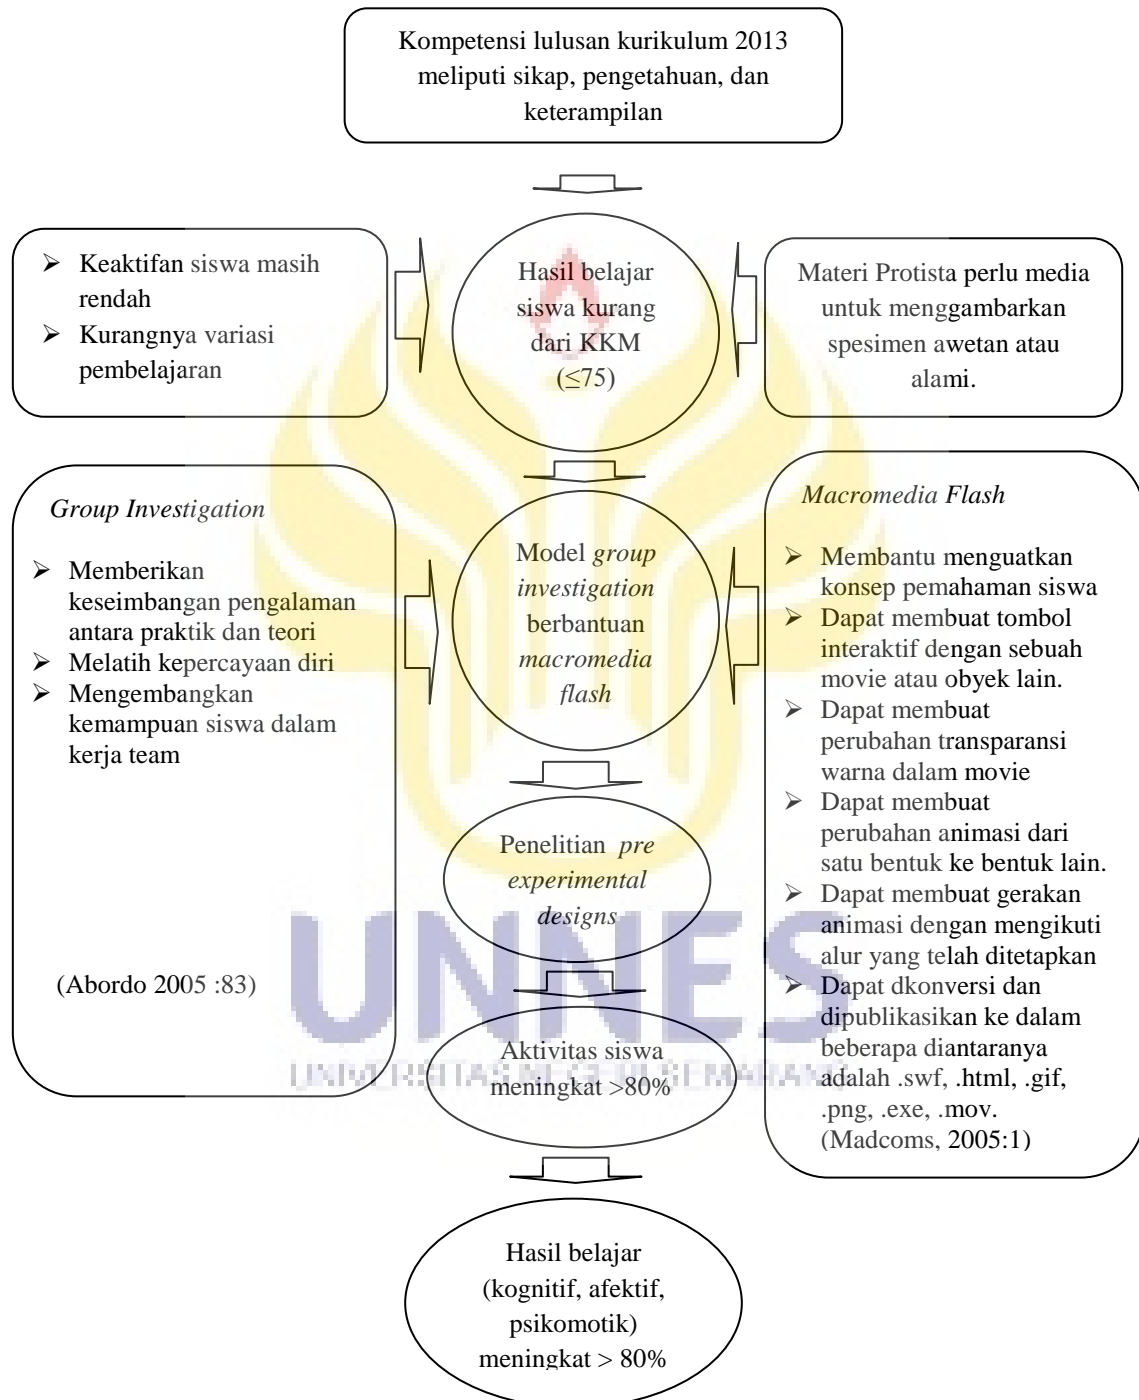 Kompetensi lulusan kurikulum 2013
meliputi sikap, pengetahuan, dan
keterampilan
➢ Keaktifan siswa masih
rendah
➢ Kurangnya variasi
pembelajaran
Hasil belajar
siswa kurang
dari KKM
(≤75)
Materi Protista perlu media
untuk menggambarkan
spesimen awetan atau
alami.
Group Investigation
➢ Memberikan
keseimbangan pengalaman
antara praktik dan teori
➢ Melatih kepercayaan diri
➢ Mengembangkan
kemampuan siswa dalam
kerja team
(Abordo 2005 :83)
Model group
investigation
berbantuan
macromedia
flash
Macromedia Flash
➢ Membantu menguatkan
konsep pemahaman siswa
➢ Dapat membuat tombol
interaktif dengan sebuah
movie atau obyek lain.
➢ Dapat membuat
perubahan transparansi
warna dalam movie
➢ Dapat membuat
perubahan animasi dari
satu bentuk ke bentuk lain.
➢ Dapat membuat gerakan
animasi dengan mengikuti
alur yang telah ditetapkan
➢ Dapat dkonversi dan
dipublikasikan ke dalam
beberapa diantaranya
adalah .swf, .html, .gif,
.png, .exe, .mov.
(Madcoms, 2005:1)
Penelitian pre
experimental
designs
UNNES
UNIVERSITAS NEGERI SEMARANG
Aktivitas siswa
meningkat >80%
Hasil belajar
(kognitif, afektif,
psikomotik)
meningkat > 80%